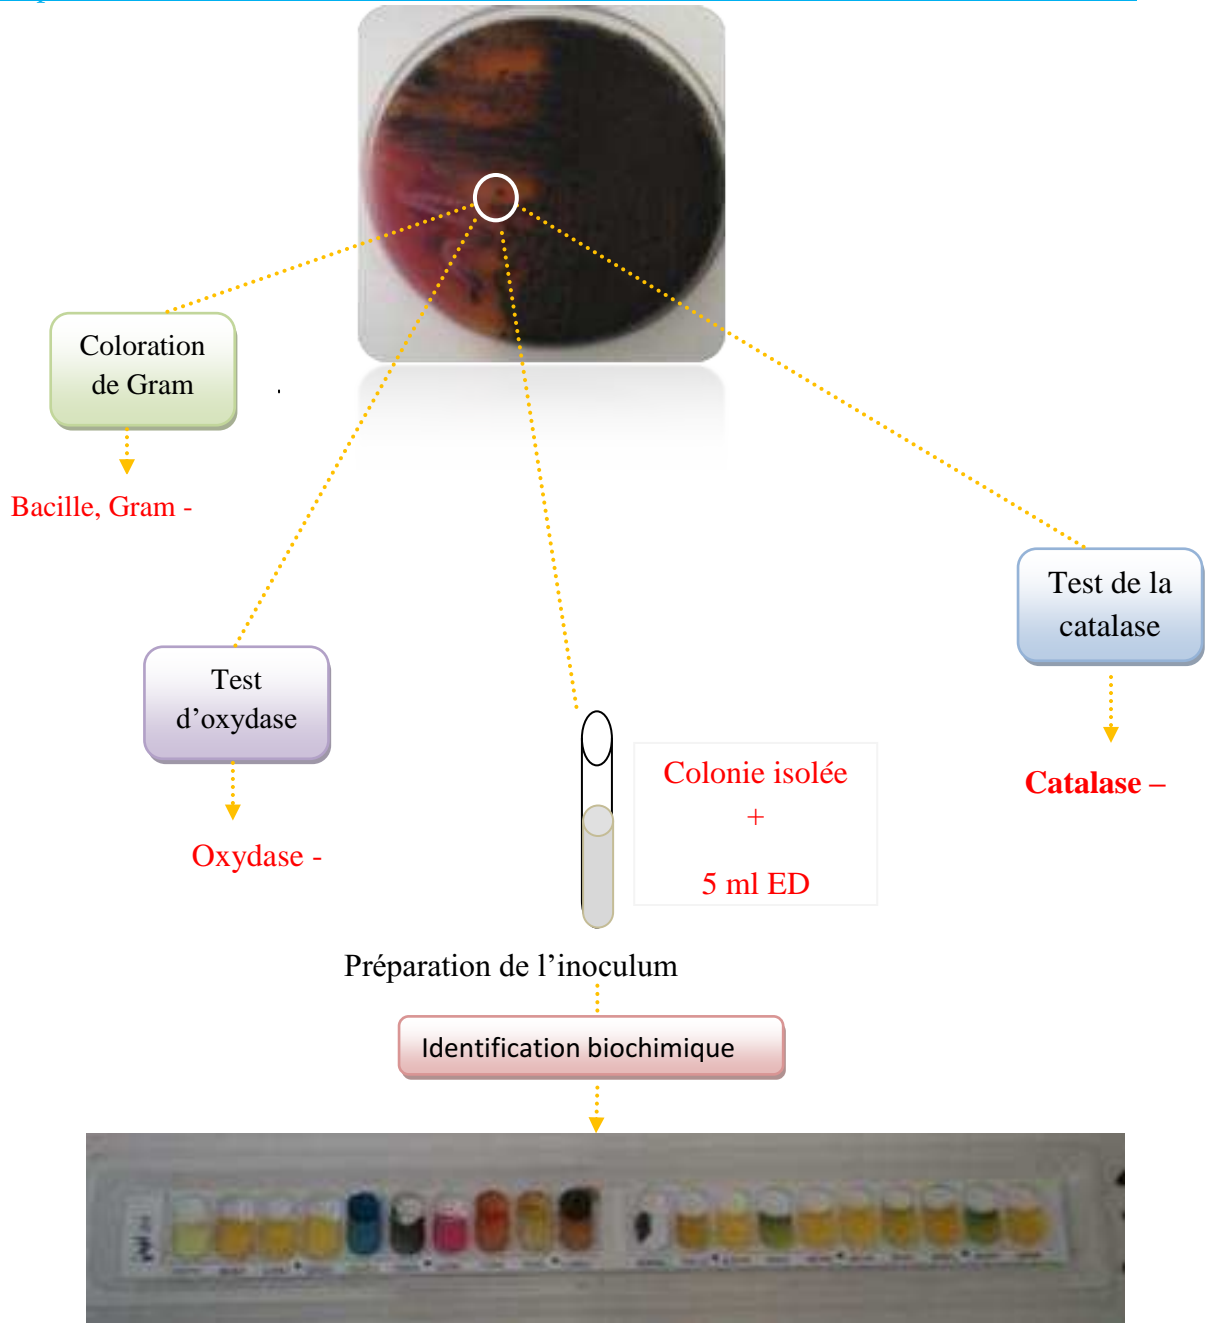 Coloration
de Gram
Bacille, Gram -
Test
d’oxydase
Oxydase -
Colonie isolée
+
5 ml ED
Test de la
catalase
Catalase –
Préparation de l’inoculum
Identification biochimique